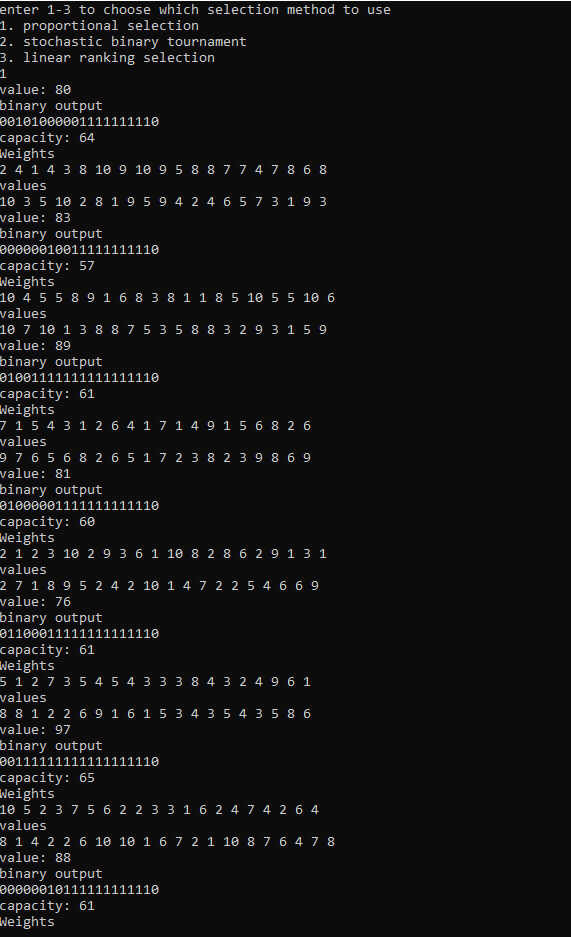 enter 1-3 to choose which selection method to use
1. proportional selection
2. stochastic binary tournament
3. linear ranking selection
1
value: 80
binary output
00101000001111111110
capacity: 64
Weights
2 4 1 4 3 8 10 9 10 9 5 8 8 7 7 4 7 8 6 8
values
10 3 5 10 2 8 1 9 5 9 4 2 4 6 5 7 3 1 9 3
value: 83
binary output
00000010011111111110
capacity: 57
Weights
10 4 5 5 8 9 1 6 8 3 8 1 1 8 5 10 5 5 10 6
values
10 7 10 1 3 8 8 7 5 3 5 8 8 3 2 9 3 1 5 9
value: 89
binary output
01001111111111111110
capacity: 61
Weights
7 1 5 4 3 1 2 6 4 1 7 1 4 9 1 5 6 8 2 6
values
9 7 6 5 6 8 2 6 5 1 7 2 3 8 2 3 9 8 6 9
value: 81
binary output
01000001111111111110
capacity: 60
Weights
2 1 2 3 10 2 9 3 6 1 10 8 2 8 6 2 9 1 3 1
values
2 7 1 8 9 5 2 4 2 10 1 4 7 2 2 5 4 6 6 9
value: 76
binary output
01100011111111111110
capacity: 61
Weights
5 1 2 7 3 5 4 5 4 3 3 3 8 4 3 2 4 9 6 1
values
8 8 1 2 2 6 9 1 6 1 5 3 4 3 5 4 3 5 8 6
value: 97
binary output
00111111111111111110
capacity: 65
Weights
10 5 2 3 7 5 6 2 2 3 3 1 6 2 4 7 4 2 6 4
values
8 1 4 2 2 6 10 10 1 6 7 2 1 10 8 7 6 4 7 8
value: 88
binary output
00000010111111111110
capacity: 61
Weights